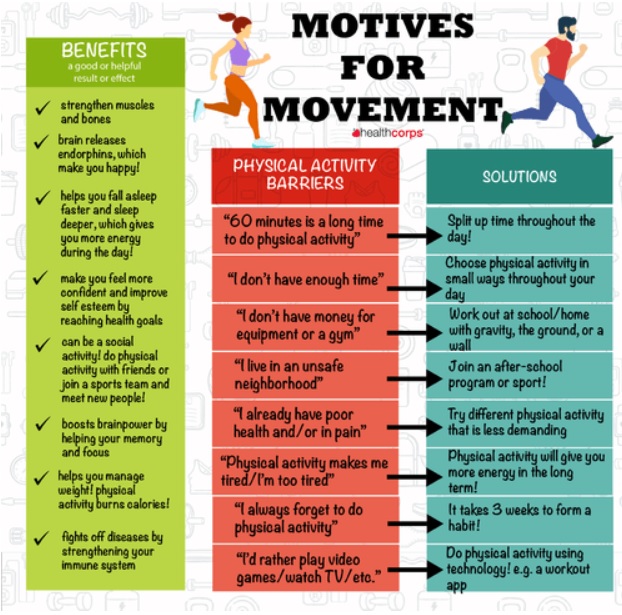 MOTIVES
FOR
MOVEMENT
healthcorps
BENEFITS
a good or helpful
result or effect
strengthen muscles
and bones
brain releases
endorphins, which
make you happy!
helps you fall asleep
faster and sleep
deeper, which gives
you more energy
during the day!
make you feel more
confident and improve
self esteem by
reaching health goals
can be a social
activity! do physical
activity with friends or
join a sports team and
meet new people!
boosts brainpower by
helping your memory
and focus
helps you manage
weight! physical
activity burns calories!
fights off diseases by
strengthening your
immune system
PHYSICAL ACTIVITY
BARRIERS
SOLUTIONS
"60 minutes is a long time
to do physical activity"
Split up time throughout the
day!
"I don't have enough time"
Choose physical activity in
small ways throughout your
day
"I don't have money for
equipment or a gym"
Work out at school/home
with gravity, the ground, or a
wall
"I live in an unsafe
neighborhood"
Join an after-school
program or sport!
"I already have poor
health and/or in pain"
Try different physical activity
that is less demanding
"Physical activity makes me
tired/I'm too tired"
Physical activity will give you
more energy in the long
term!
"I always forget to do
physical activity"
It takes 3 weeks to form a
habit!
"I'd rather play video
games/watch TV/etc."
Do physical activity using
technology! e.g. a workout
app